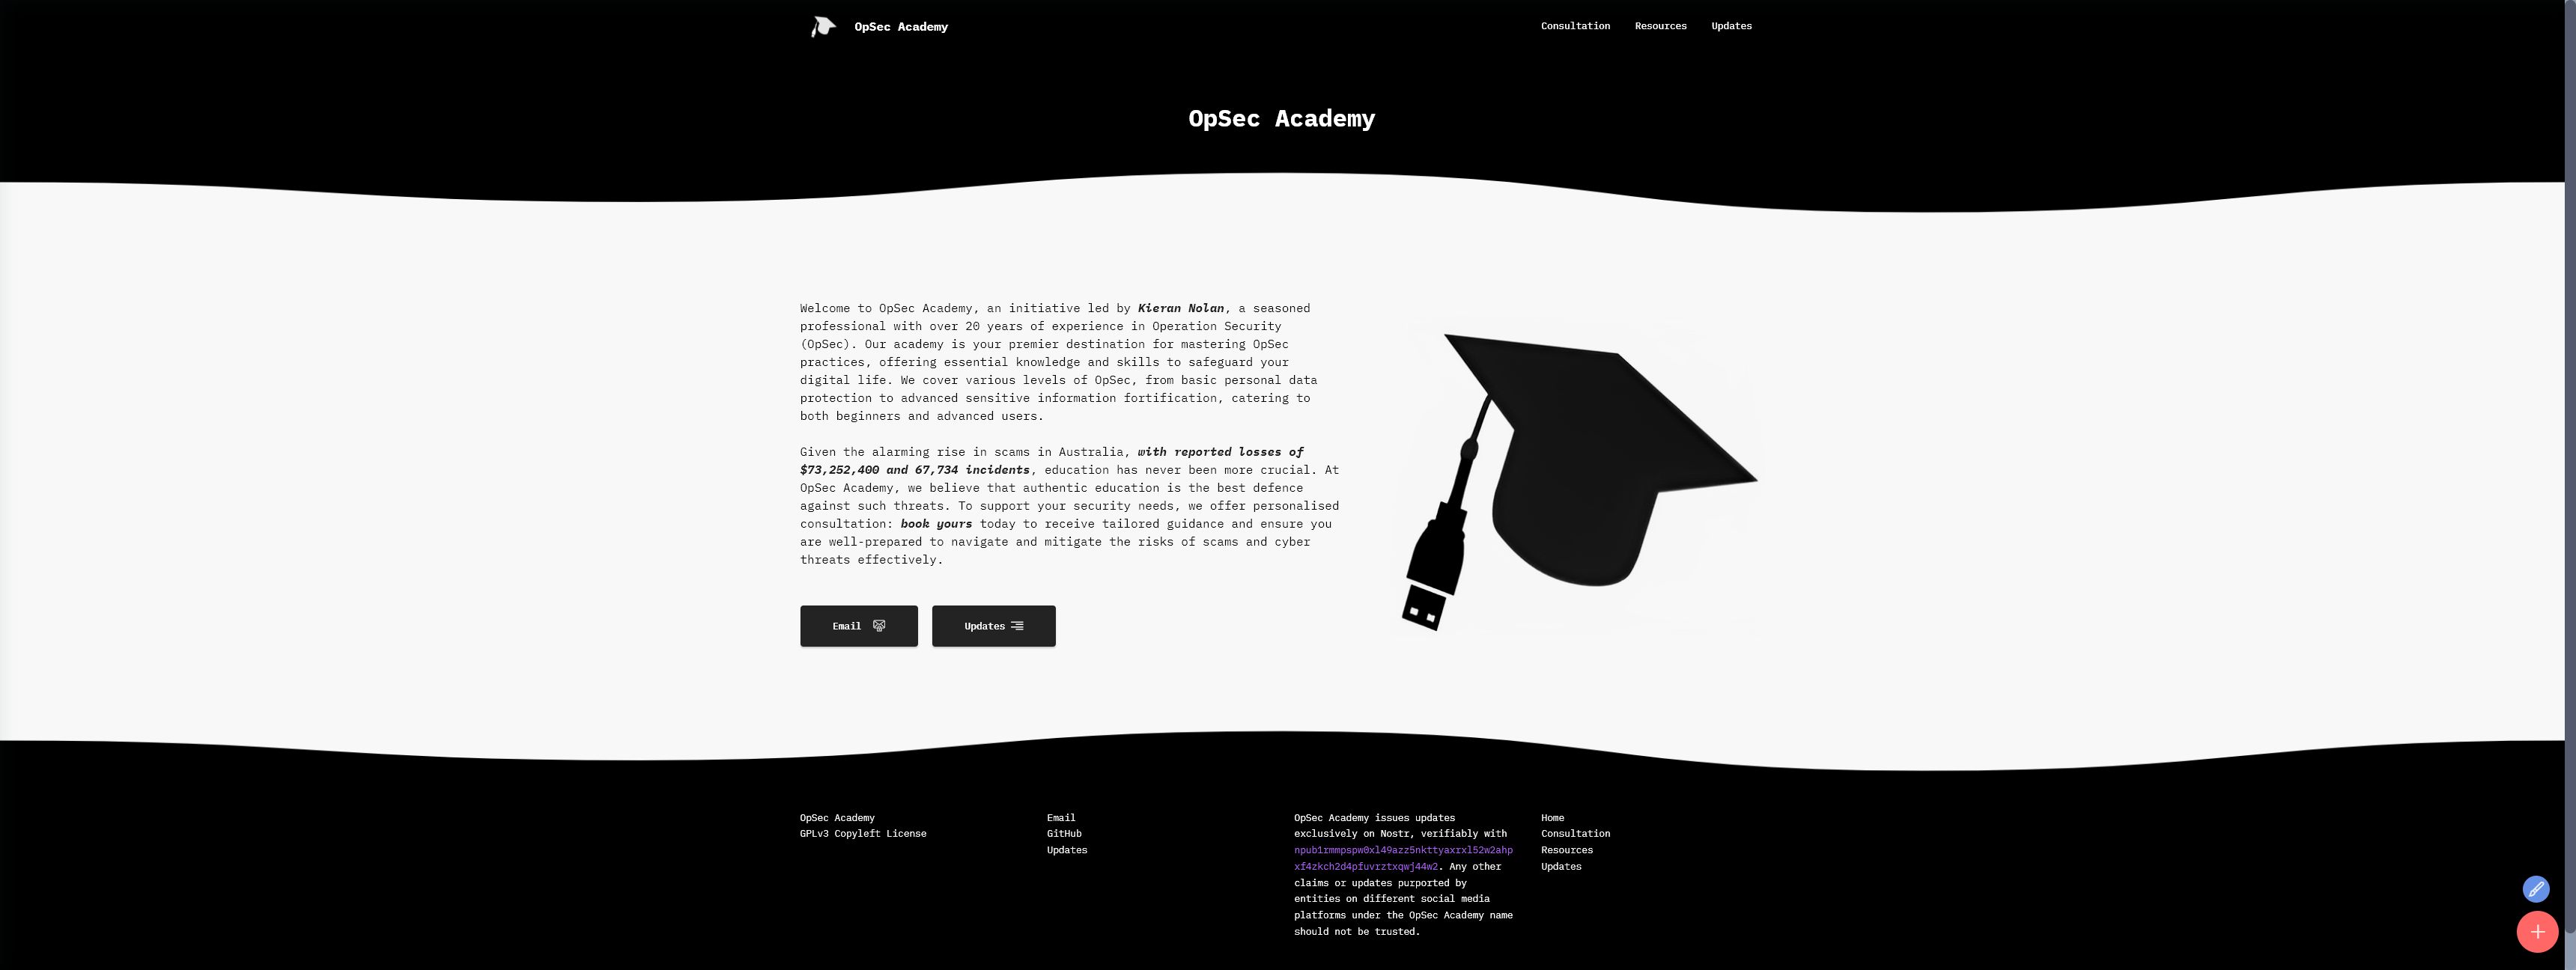 OpSec Academy
Consultation
Resources
Updates
OpSec Academy
Welcome to OpSec Academy, an initiative led by Kieran Nolan, a seasoned
professional with over 20 years of experience in Operation Security
(OpSec). Our academy is your premier destination for mastering OpSec
practices, offering essential knowledge and skills to safeguard your
digital life. We cover various levels of OpSec, from basic personal data
protection to advanced sensitive information fortification, catering to
both beginners and advanced users.
Given the alarming rise in scams in Australia, with reported losses of
$73,252,400 and 67,734 incidents, education has never been more crucial. At
OpSec Academy, we believe that authentic education is the best defence
against such threats. To support your security needs, we offer personalised
consultation: book yours today to receive tailored guidance and ensure you
are well-prepared to navigate and mitigate the risks of scams and cyber
threats effectively.
Email
Updates
OpSec Academy
GPLv3 Copyleft License
Email
GitHub
Updates
OpSec Academy issues updates
exclusively on Nostr, verifiably with
npub1rmmpspw0xl49azz5nkttyaxrxl52w2ahp
xf4zkch2d4pfuvrztxqwj44w2. Any other
claims or updates purported by
entities on different social media
platforms under the OpSec Academy name
should not be trusted.
Home
Consultation
Resources
Updates